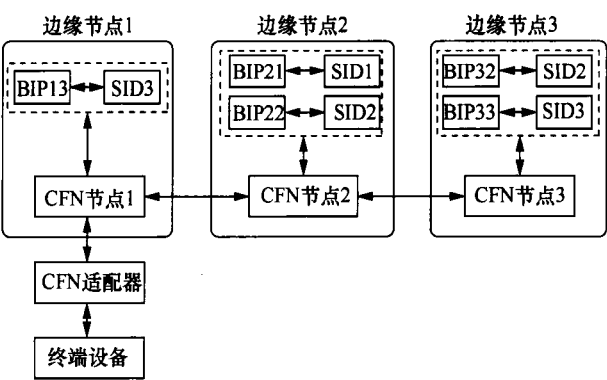 边缘节点1 边缘节点2 边缘节点3
BIP13 SID3 BIP21 SID1 BIP32 SID2
BIP22 SID2 BIP33 SID3
CFN节点1 CFN节点2 CFN节点3
CFN适配器
终端设备